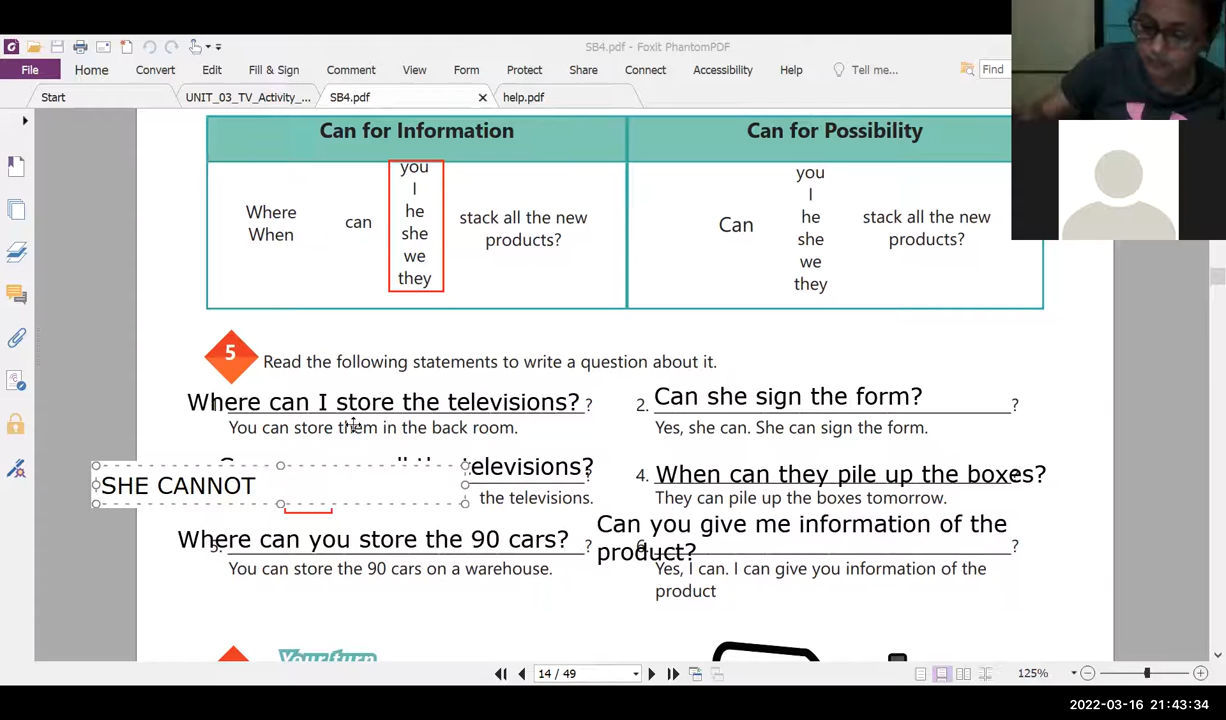 SB4.pdf - Foxit PhantomPDF
File Home Convert Edit Fill & Sign Comment View Form Protect Share Connect Accessibility Help Tell me... Find
Start UNIT_03_TV_Activity_... SB4.pdf help.pdf
Can for Information
Can for Possibility
Where
When
can
you
I
he
she
we
they
stack all the new
products?
Can
you
I
he
she
we
they
stack all the new
products?
5 Read the following statements to write a question about it.
Where can I store the televisions? ?
You can store them in the back room.
2. Can she sign the form? ?
Yes, she can. She can sign the form.
televisions?
SHE CANNOT
the televisions.
4. When can they pile up the boxes?
They can pile up the boxes tomorrow.
5. Where can you store the 90 cars? ?
You can store the 90 cars on a warehouse.
6. Can you give me information of the
product? ?
Yes, I can. I can give you information of the
product
Your turn
14 / 49
125%
2022-03-16 21:43:34